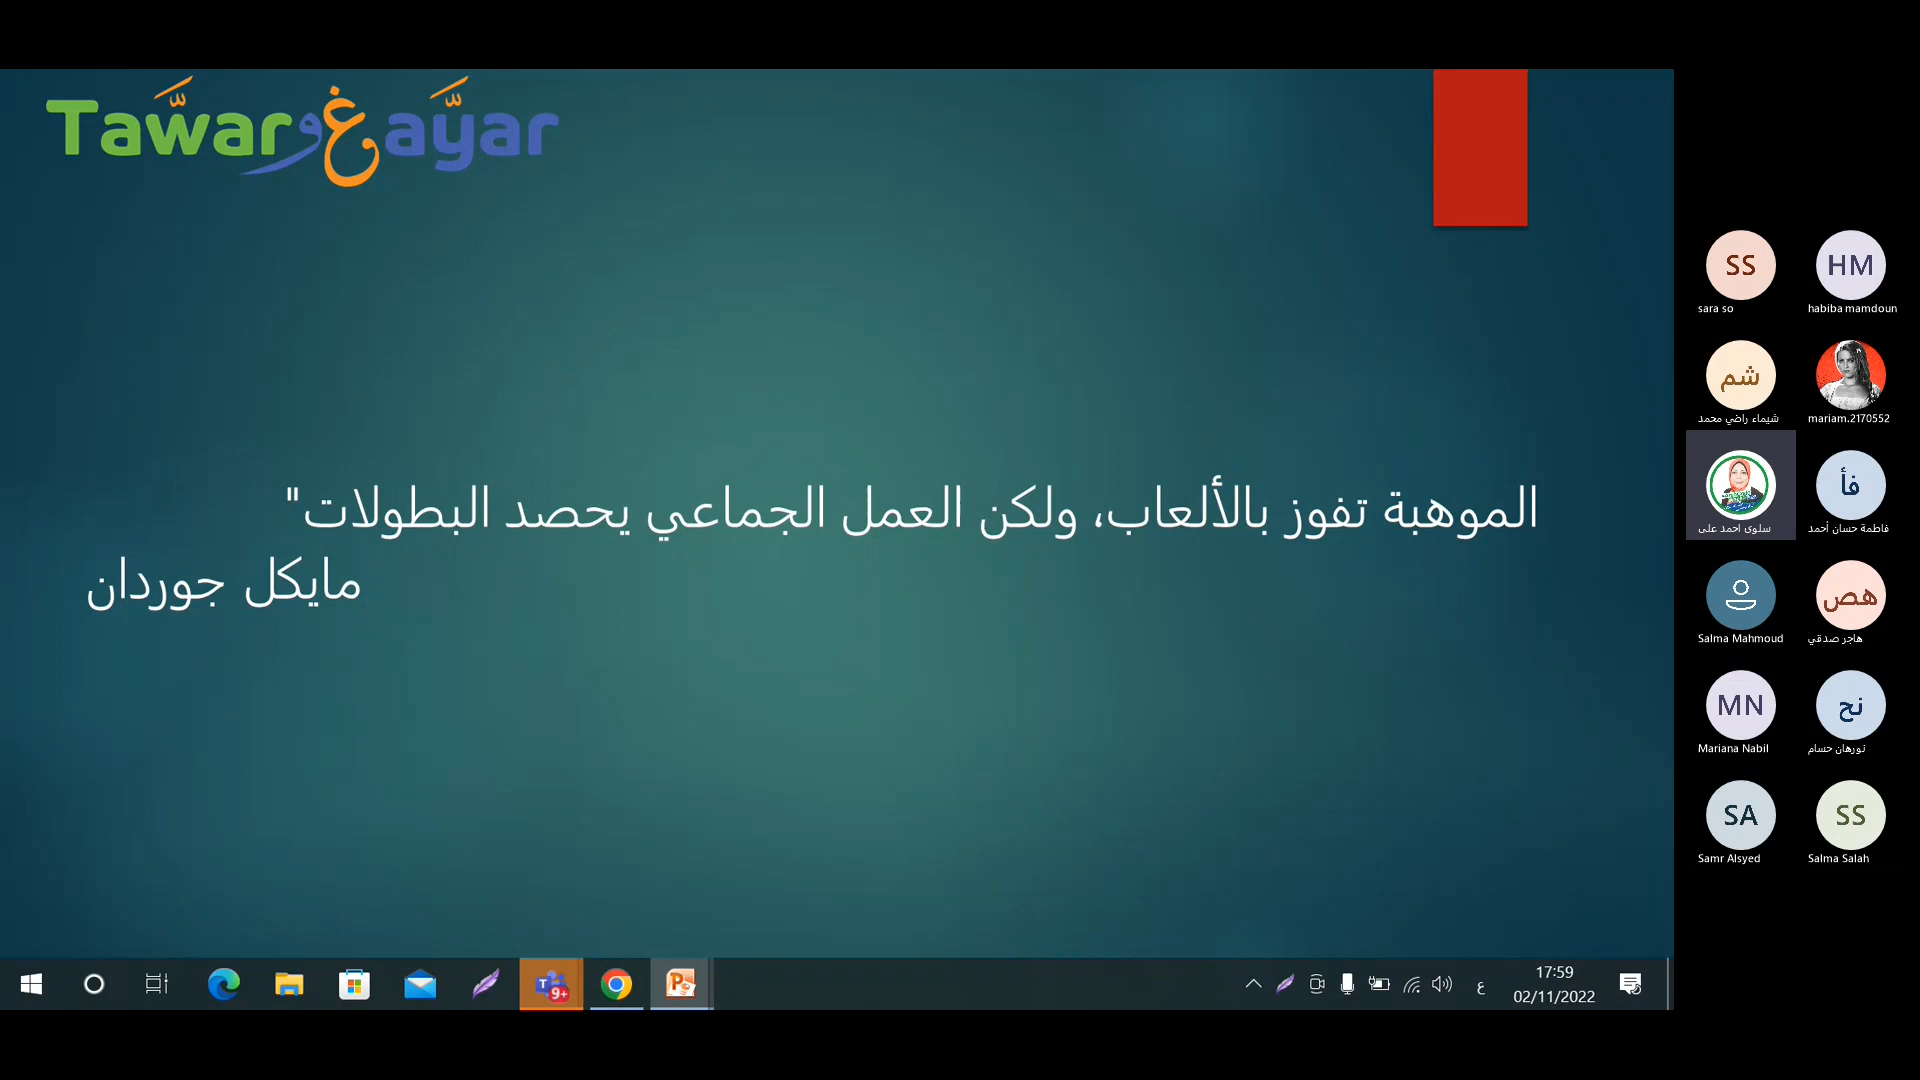 Tawar وغ ayar
الموهبة تفوز بالألعاب، ولكن العمل الجماعي يحصد البطولات"
مايكل جوردان
SS
sara so
HM
habiba mamdoun
شم
شيماء راضي محمد
mariam.2170552
سلوى احمد على
فأ
فاطمة حسان أحمد
Salma Mahmoud
هص
هاجر صدقي
MN
Mariana Nabil
نح
نورهان حسام
SA
Samr Alsyed
SS
Salma Salah
T
9+
P
ع
17:59
02/11/2022